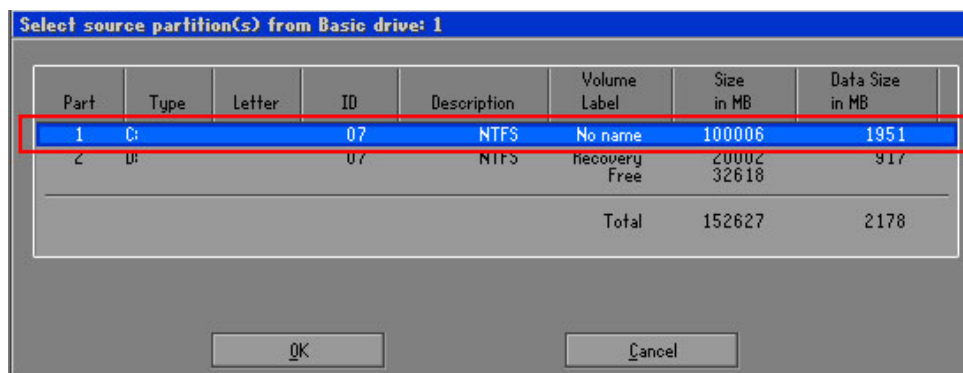 Select source partition(s) from Basic drive: 1
Part Type Letter ID Description Volume Label Size in MB Data Size in MB
1 C: 07 NTFS No name 100006 1951
2 D: 07 NTFS Recovery 20002 917
Free 32618
Total 152627 2178
OK Cancel